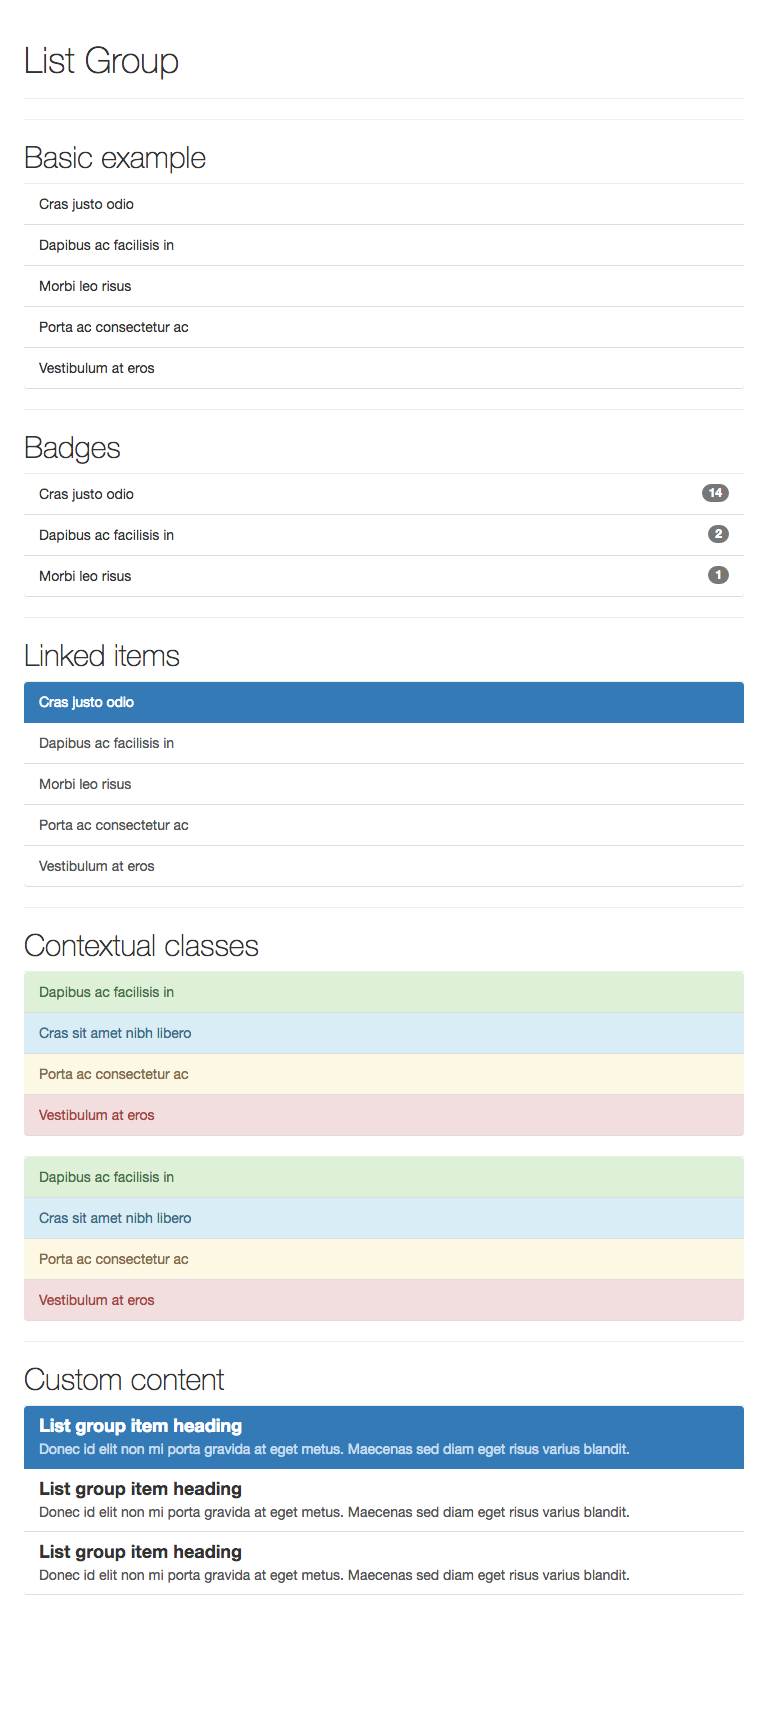 List Group
Basic example
Cras justo odio
Dapibus ac facilisis in
Morbi leo risus
Porta ac consectetur ac
Vestibulum at eros
Badges
Cras justo odio 14
Dapibus ac facilisis in 2
Morbi leo risus 1
Linked items
Cras justo odio
Dapibus ac facilisis in
Morbi leo risus
Porta ac consectetur ac
Vestibulum at eros
Contextual classes
Dapibus ac facilisis in
Cras sit amet nibh libero
Porta ac consectetur ac
Vestibulum at eros
Dapibus ac facilisis in
Cras sit amet nibh libero
Porta ac consectetur ac
Vestibulum at eros
Custom content
List group item heading
Donec id elit non mi porta gravida at eget metus. Maecenas sed diam eget risus varius blandit.
List group item heading
Donec id elit non mi porta gravida at eget metus. Maecenas sed diam eget risus varius blandit.
List group item heading
Donec id elit non mi porta gravida at eget metus. Maecenas sed diam eget risus varius blandit.